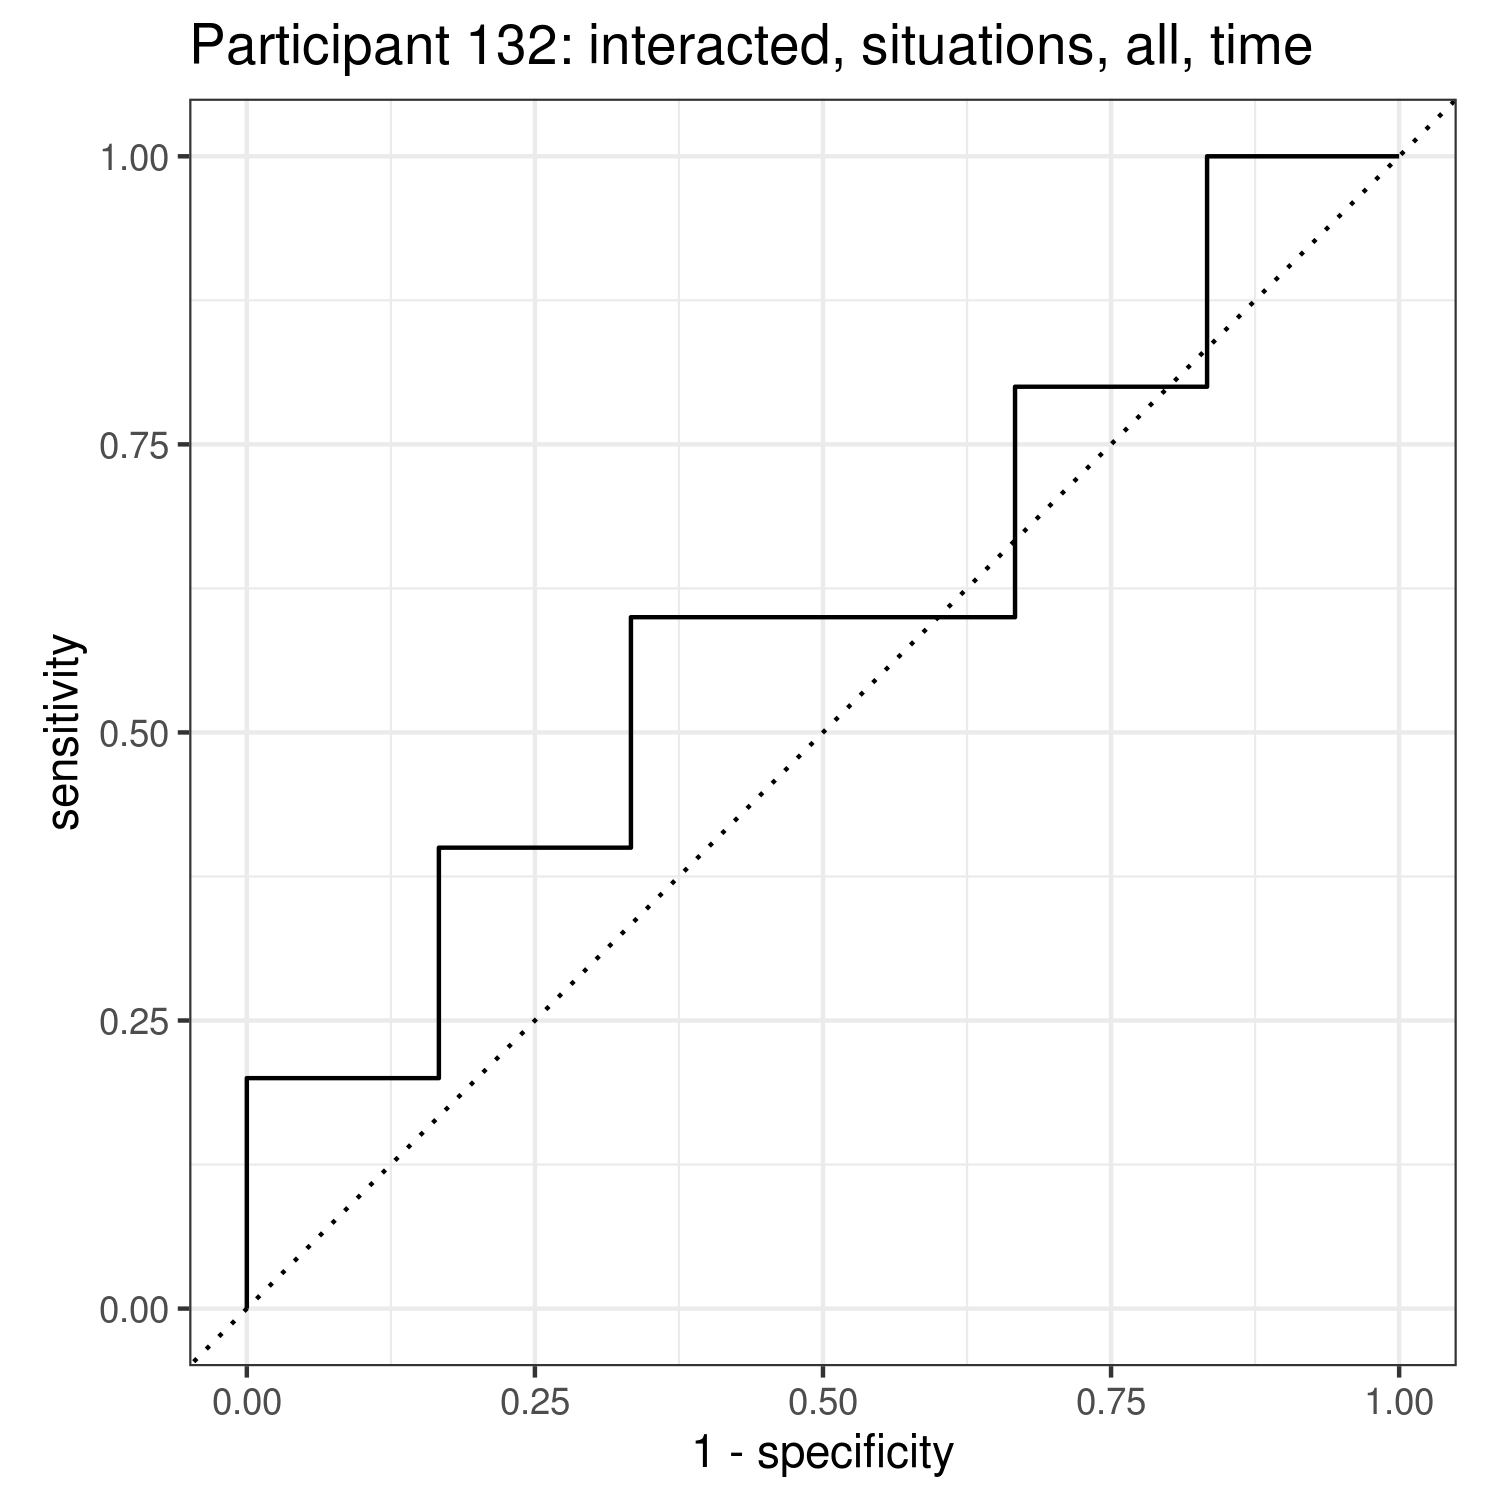 Participant 132: interacted, situations, all, time
1.00
0.75
0.50
0.25
0.00
sensitivity
0.00 0.25 0.50 0.75 1.00
1 - specificity